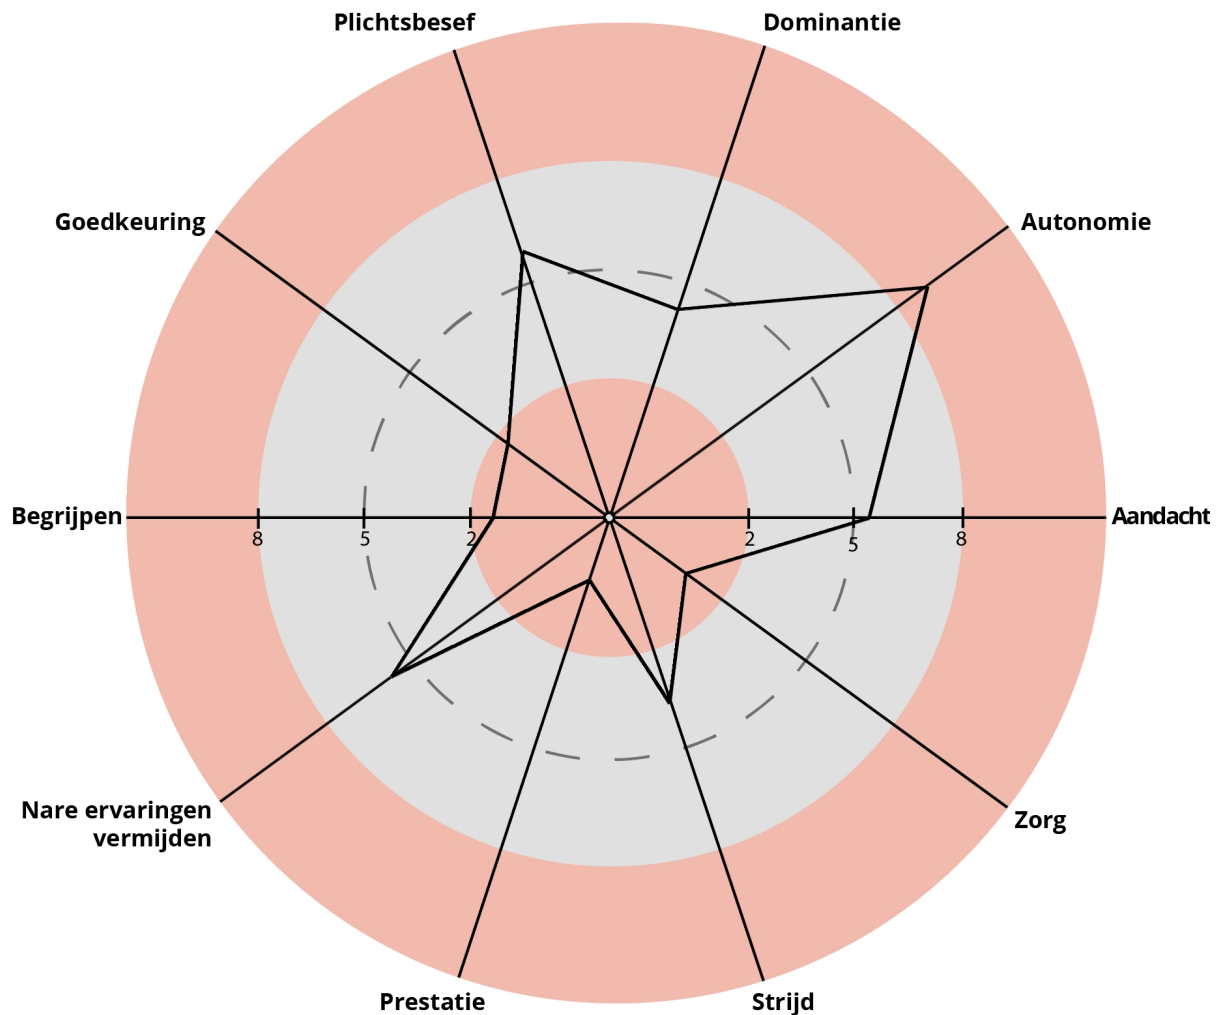 Plichtsbesef
Dominantie
Goedkeuring
Autonomie
Begrijpen
8 5 2 2 5 8
Aandacht
Nare ervaringen
vermijden
Zorg
Prestatie
Strijd